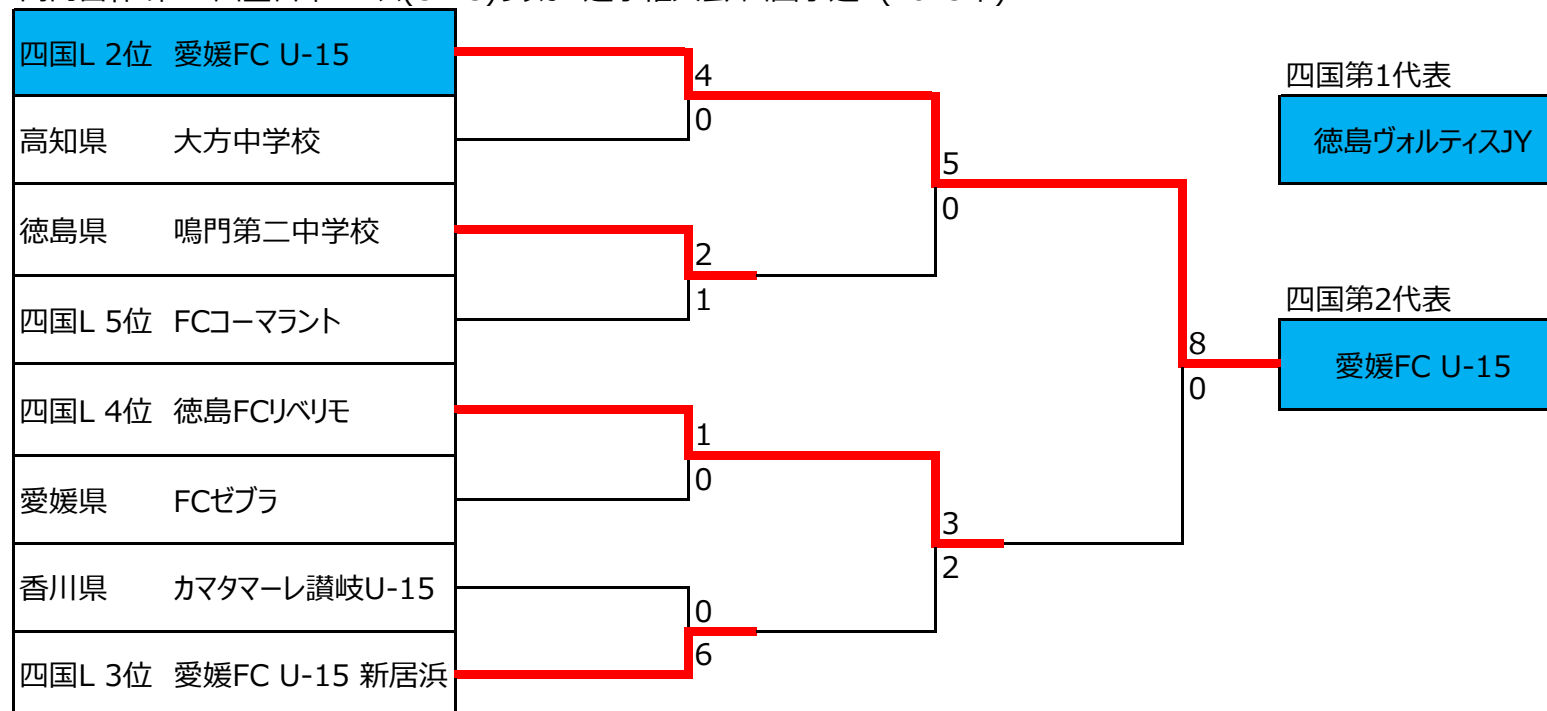 四国L 2位 愛媛FC U-15
高知県 大方中学校
徳島県 鳴門第二中学校
四国L 5位 FCコーマラント
四国L 4位 徳島FCリベリモ
愛媛県 FCゼブラ
香川県 カマタマーレ讃岐U-15
四国L 3位 愛媛FC U-15 新居浜
4
0
2
1
1
0
0
6
5
0
3
2
8
0
四国第1代表
徳島ヴォルティスJY
四国第2代表
愛媛FC U-15